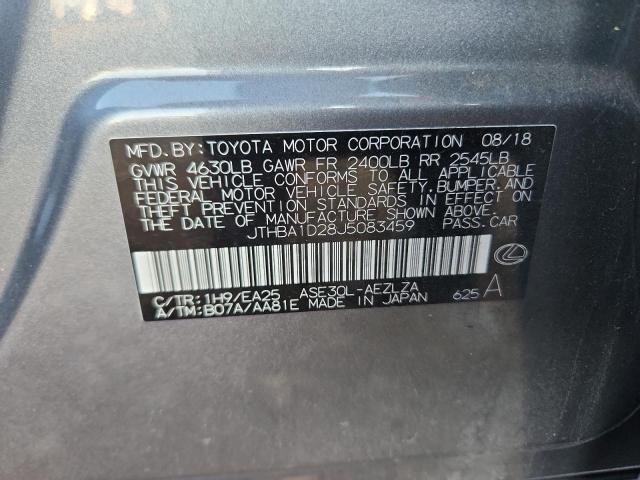 MFD.BY:TOYOTA MOTOR CORPORATION 08/18
GVWR 4630LB GAWR FR 2400LB RR 2545LB
THIS VEHICLE CONFORMS TO ALL APPLICABLE
FEDERAL MOTOR VEHICLE SAFETY,BUMPER,AND
THEFT PREVENTION STANDARDS IN EFFECT ON
THE DATE OF MANUFACTURE SHOWN ABOVE.
JTHBA1D28J5083459 PASS.CAR
C/TR:1H9/EA25 ASE30L-AEZLZA
A/TM:B07A/AA81E MADE IN JAPAN 625 A